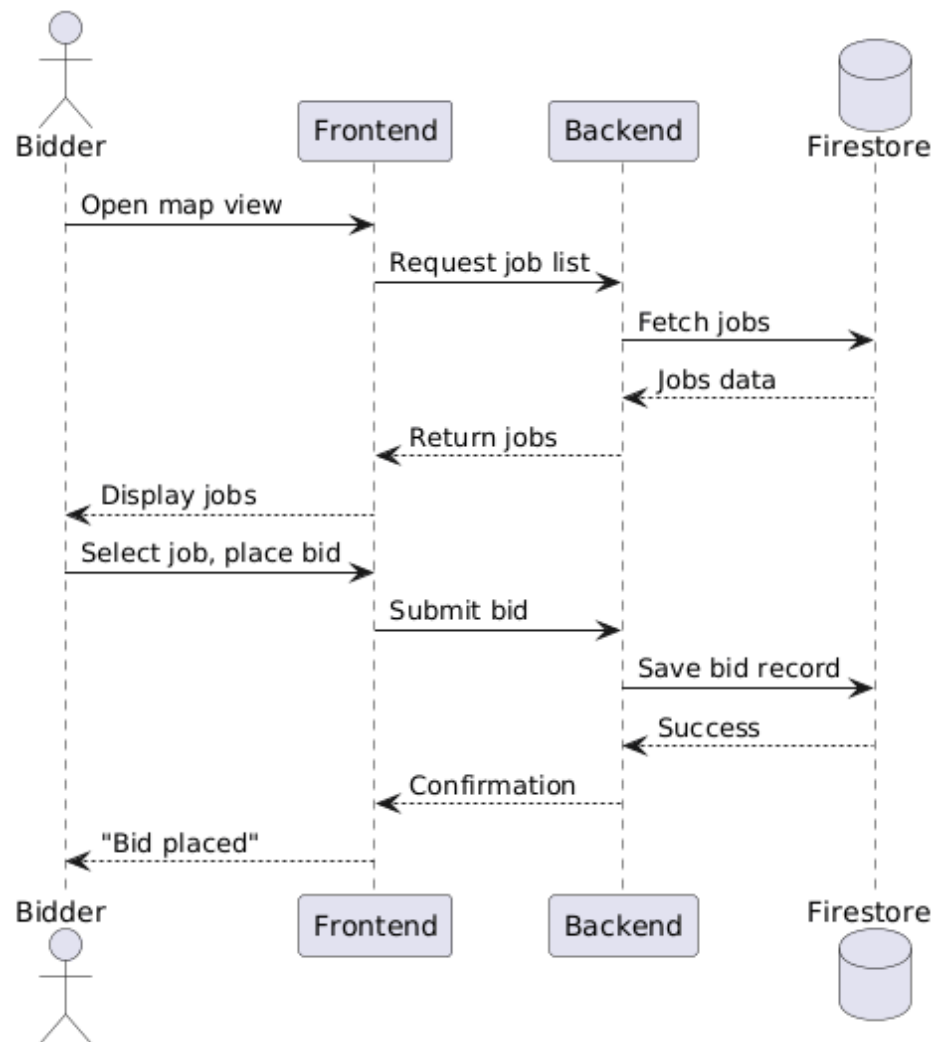 Bidder
Frontend
Backend
Firestore
Open map view
Request job list
Fetch jobs
Jobs data
Return jobs
Display jobs
Select job, place bid
Submit bid
Save bid record
Success
Confirmation
"Bid placed"
Bidder
Frontend
Backend
Firestore